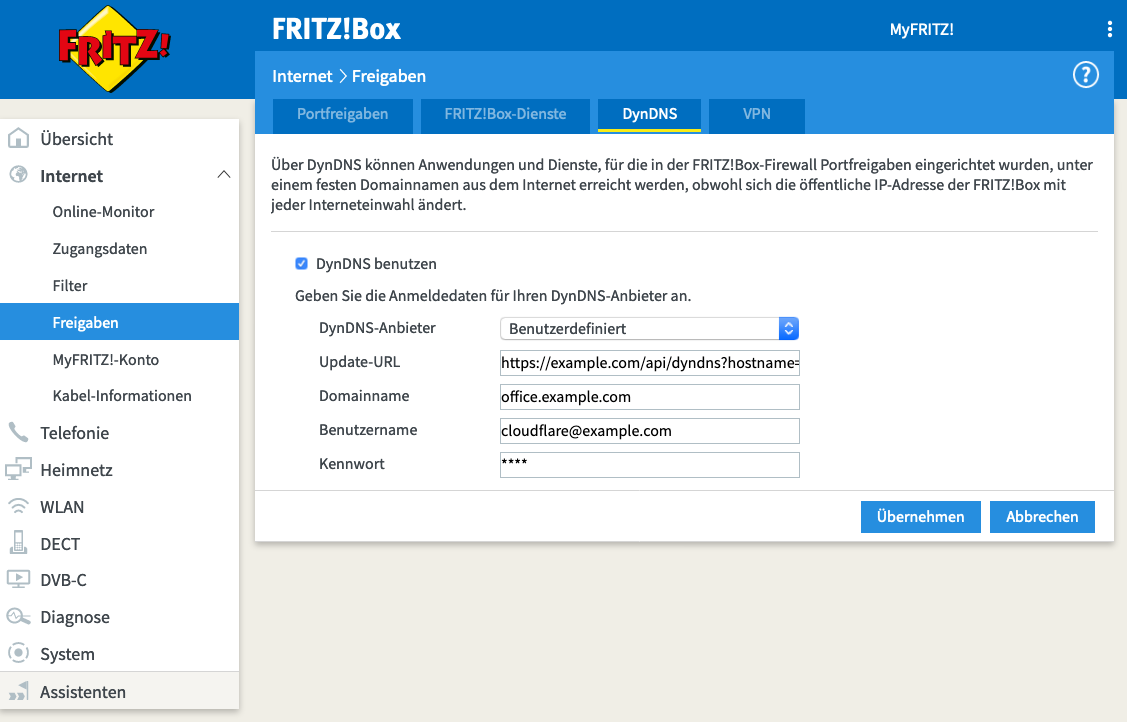 FRITZ!
FRITZ!Box
MyFRITZ!
Internet > Freigaben
?
Portfreigaben
FRITZ!Box-Dienste
DynDNS
VPN
Übersicht
Internet
Online-Monitor
Zugangsdaten
Filter
Freigaben
MyFRITZ!-Konto
Kabel-Informationen
Telefonie
Heimnetz
WLAN
DECT
DVB-C
Diagnose
System
Assistenten
Über DynDNS können Anwendungen und Dienste, für die in der FRITZ!Box-Firewall Portfreigaben eingerichtet wurden, unter
einem festen Domainnamen aus dem Internet erreicht werden, obwohl sich die öffentliche IP-Adresse der FRITZ!Box mit
jeder Interneteinwahl ändert.
DynDNS benutzen
Geben Sie die Anmeldedaten für Ihren DynDNS-Anbieter an.
DynDNS-Anbieter Benutzerdefiniert
Update-URL https://example.com/api/dyndns?hostname=
Domainname office.example.com
Benutzername cloudflare@example.com
Kennwort ****
Übernehmen
Abbrechen